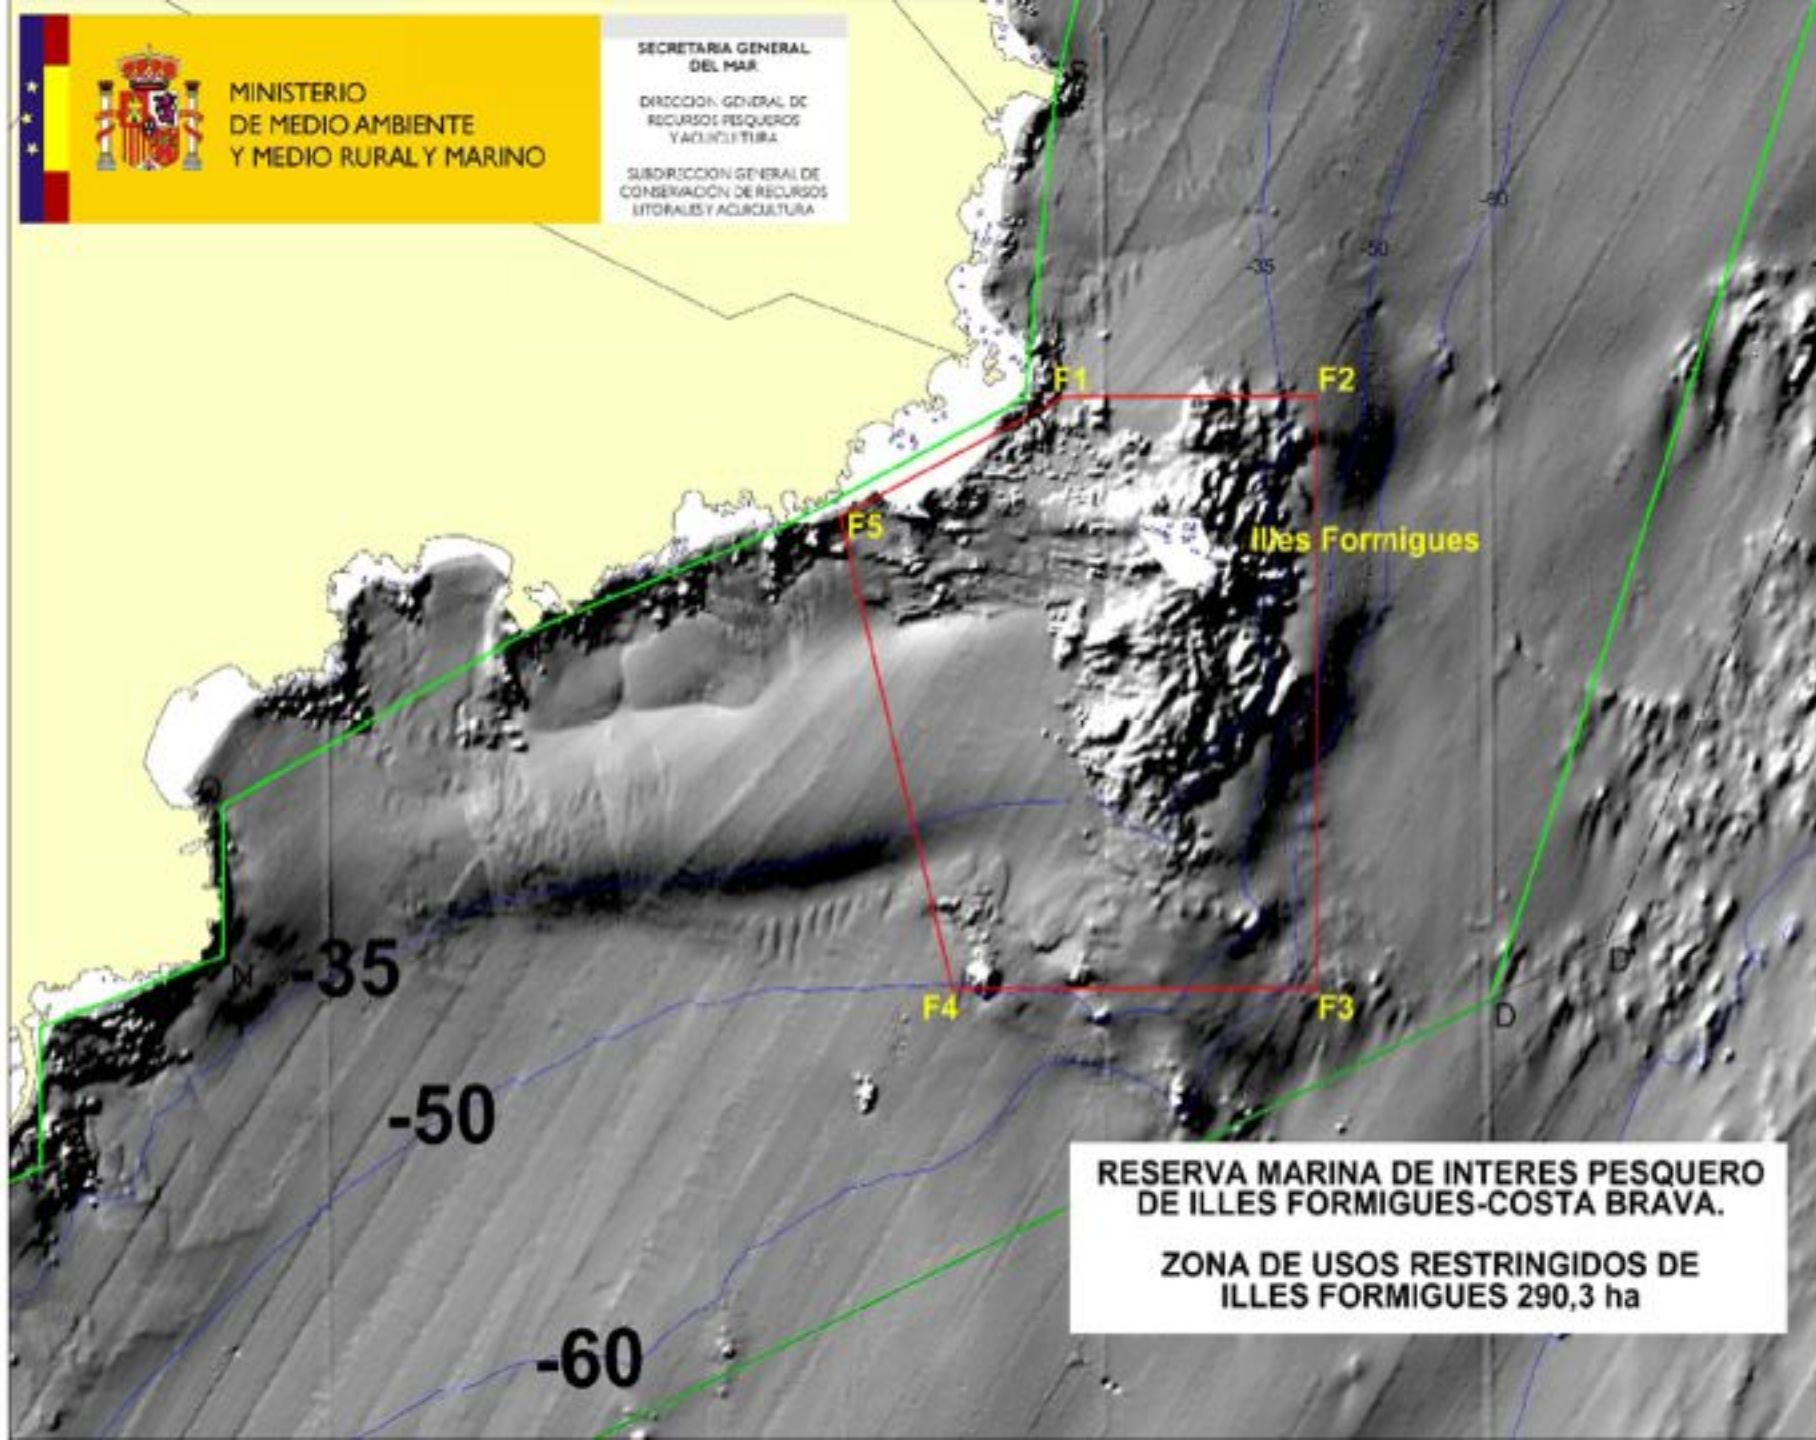 MINISTERIO
DE MEDIO AMBIENTE
Y MEDIO RURAL Y MARINO
SECRETARIA GENERAL
DEL MAR
DIRECCION GENERAL DE
RECURSOS PESQUEROS
Y ACUICULTURA
SUBDIRECCION GENERAL DE
CONSERVACIÓN DE RECURSOS
LITORALES Y ACUICULTURA
-60
-50
-35
F1
F2
F5
Illes Formigues
O
N
-35
F4
F3
D'
D
-50
-60
RESERVA MARINA DE INTERES PESQUERO
DE ILLES FORMIGUES-COSTA BRAVA.
ZONA DE USOS RESTRINGIDOS DE
ILLES FORMIGUES 290,3 ha